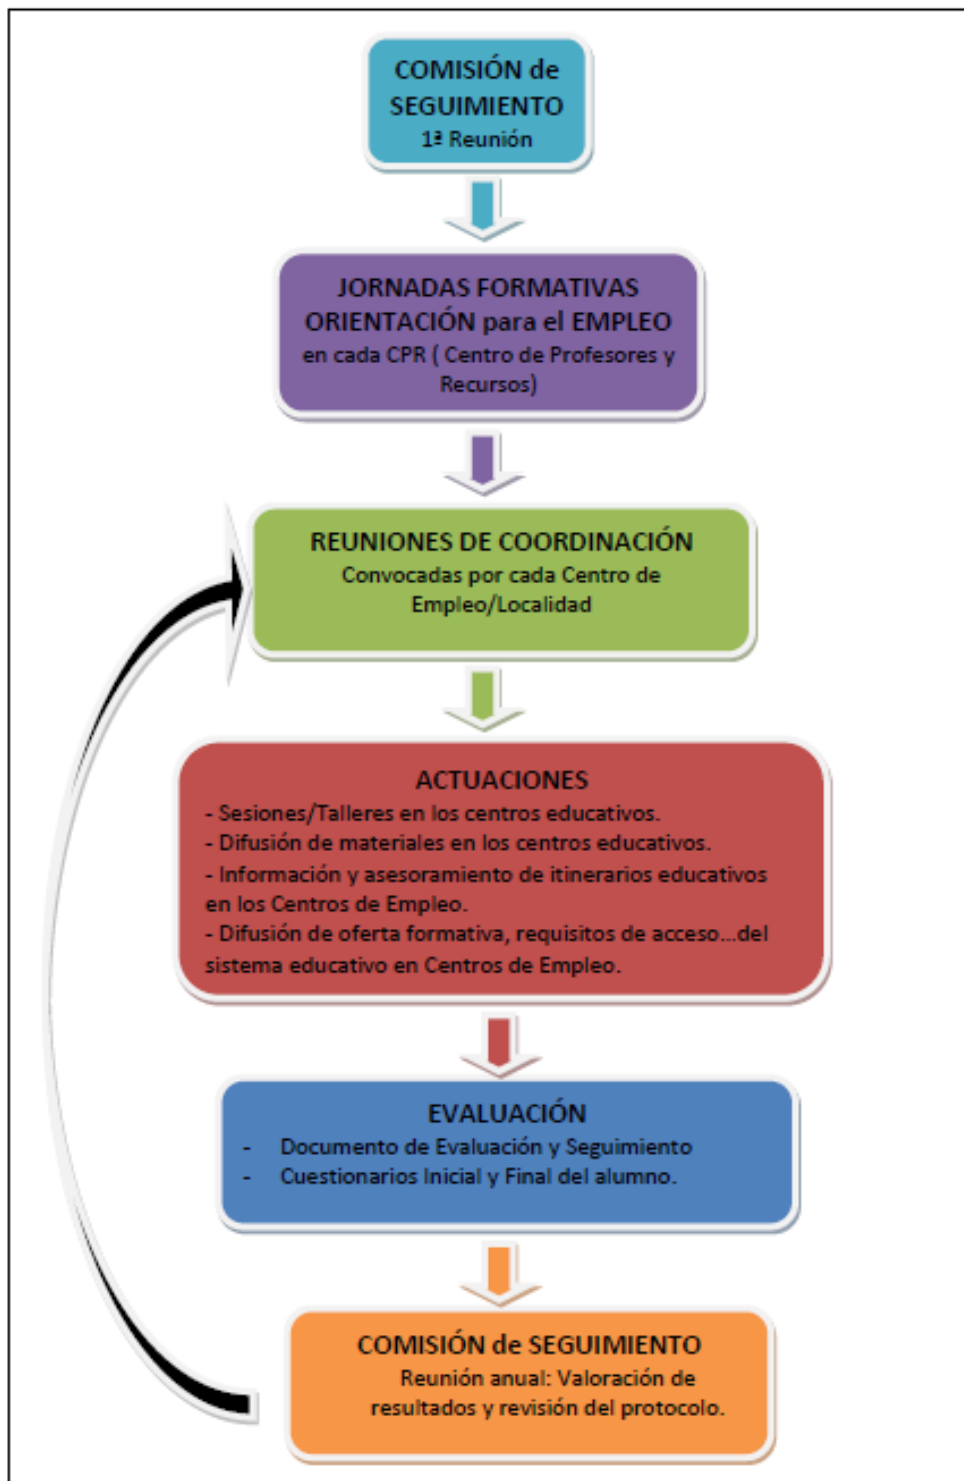 COMISIÓN de
SEGUIMIENTO
1ª Reunión
JORNADAS FORMATIVAS
ORIENTACIÓN para el EMPLEO
en cada CPR ( Centro de Profesores y
Recursos)
REUNIONES DE COORDINACIÓN
Convocadas por cada Centro de
Empleo/Localidad
ACTUACIONES
- Sesiones/Talleres en los centros educativos.
- Difusión de materiales en los centros educativos.
- Información y asesoramiento de itinerarios educativos
en los Centros de Empleo.
- Difusión de oferta formativa, requisitos de acceso...del
sistema educativo en Centros de Empleo.
EVALUACIÓN
- Documento de Evaluación y Seguimiento
- Cuestionarios Inicial y Final del alumno.
COMISIÓN de SEGUIMIENTO
Reunión anual: Valoración de
resultados y revisión del protocolo.